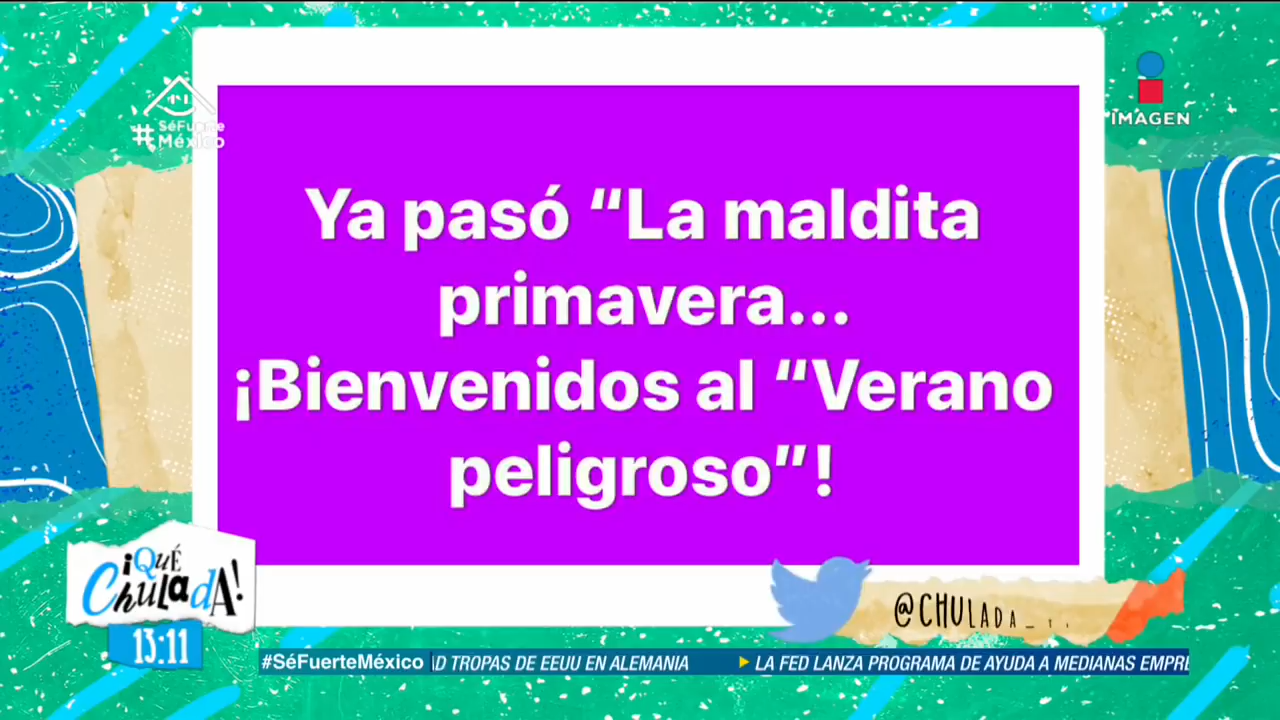 #SéFuerte
México
IMAGEN
Ya pasó “La maldita
primavera...
¡Bienvenidos al “Verano
peligroso”!
¡QUÉ
CHULADA!
13:11
@CHULADA_
#SéFuerteMéxico
D TROPAS DE EEUU EN ALEMANIA
LA FED LANZA PROGRAMA DE AYUDA A MEDIANAS EMPRE